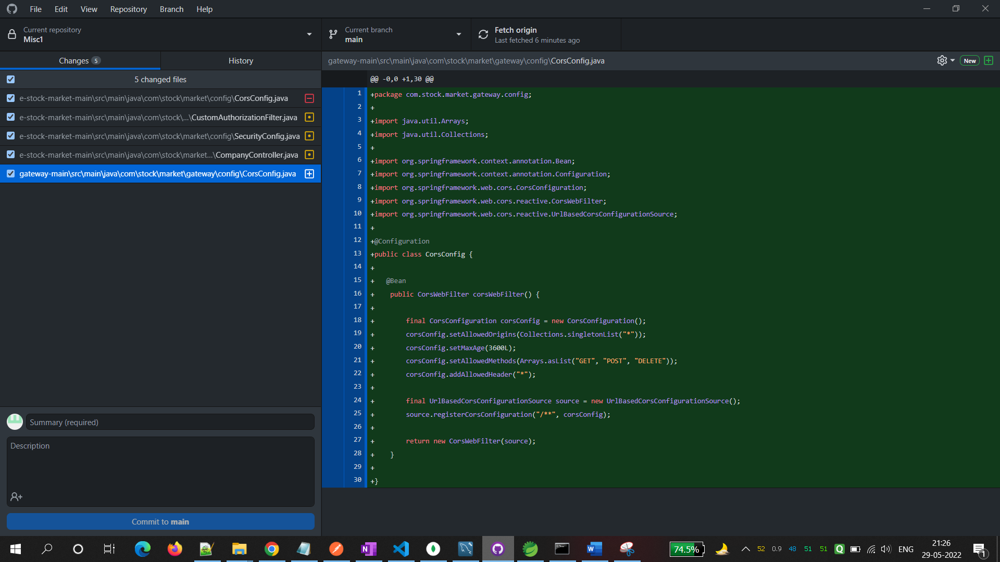 File Edit View Repository Branch Help
Current repository
Misc1
Current branch
main
Fetch origin
Last fetched 6 minutes ago
Changes 5
History
5 changed files
e-stock-market-main\src\main\java\com\stock\market\config\CorsConfig.java
e-stock-market-main\src\main\java\com\stock\...\CustomAuthorizationFilter.java
e-stock-market-main\src\main\java\com\stock\market\config\SecurityConfig.java
e-stock-market-main\src\main\java\com\stock\market...\CompanyController.java
gateway-main\src\main\java\com\stock\market\gateway\config\CorsConfig.java
Summary (required)
Description
Commit to main
gateway-main\src\main\java\com\stock\market\gateway\config\CorsConfig.java New
@@ -0,0 +1,30 @@
1 +package com.stock.market.gateway.config;
2 +
3 +import java.util.Arrays;
4 +import java.util.Collections;
5 +
6 +import org.springframework.context.annotation.Bean;
7 +import org.springframework.context.annotation.Configuration;
8 +import org.springframework.web.cors.CorsConfiguration;
9 +import org.springframework.web.cors.reactive.CorsWebFilter;
10 +import org.springframework.web.cors.reactive.UrlBasedCorsConfigurationSource;
11 +
12 +@Configuration
13 +public class CorsConfig {
14 +
15 +   @Bean
16 +    public CorsWebFilter corsWebFilter() {
17 +
18 +        final CorsConfiguration corsConfig = new CorsConfiguration();
19 +        corsConfig.setAllowedOrigins(Collections.singletonList("*"));
20 +        corsConfig.setMaxAge(3600L);
21 +        corsConfig.setAllowedMethods(Arrays.asList("GET", "POST", "DELETE"));
22 +        corsConfig.addAllowedHeader("*");
23 +
24 +        final UrlBasedCorsConfigurationSource source = new UrlBasedCorsConfigurationSource();
25 +        source.registerCorsConfiguration("/**", corsConfig);
26 +
27 +        return new CorsWebFilter(source);
28 +    }
29 +
30 +}
74.5% 52 0.9 48 51 51 Q ENG
21:26
29-05-2022
1